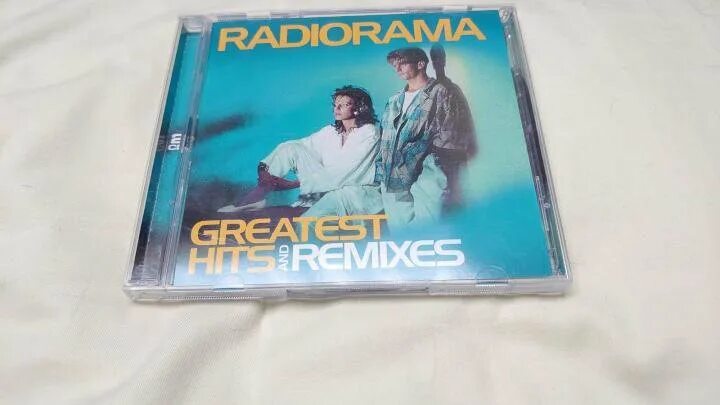 RADIORAMA
GREATEST
HITS AND REMIXES